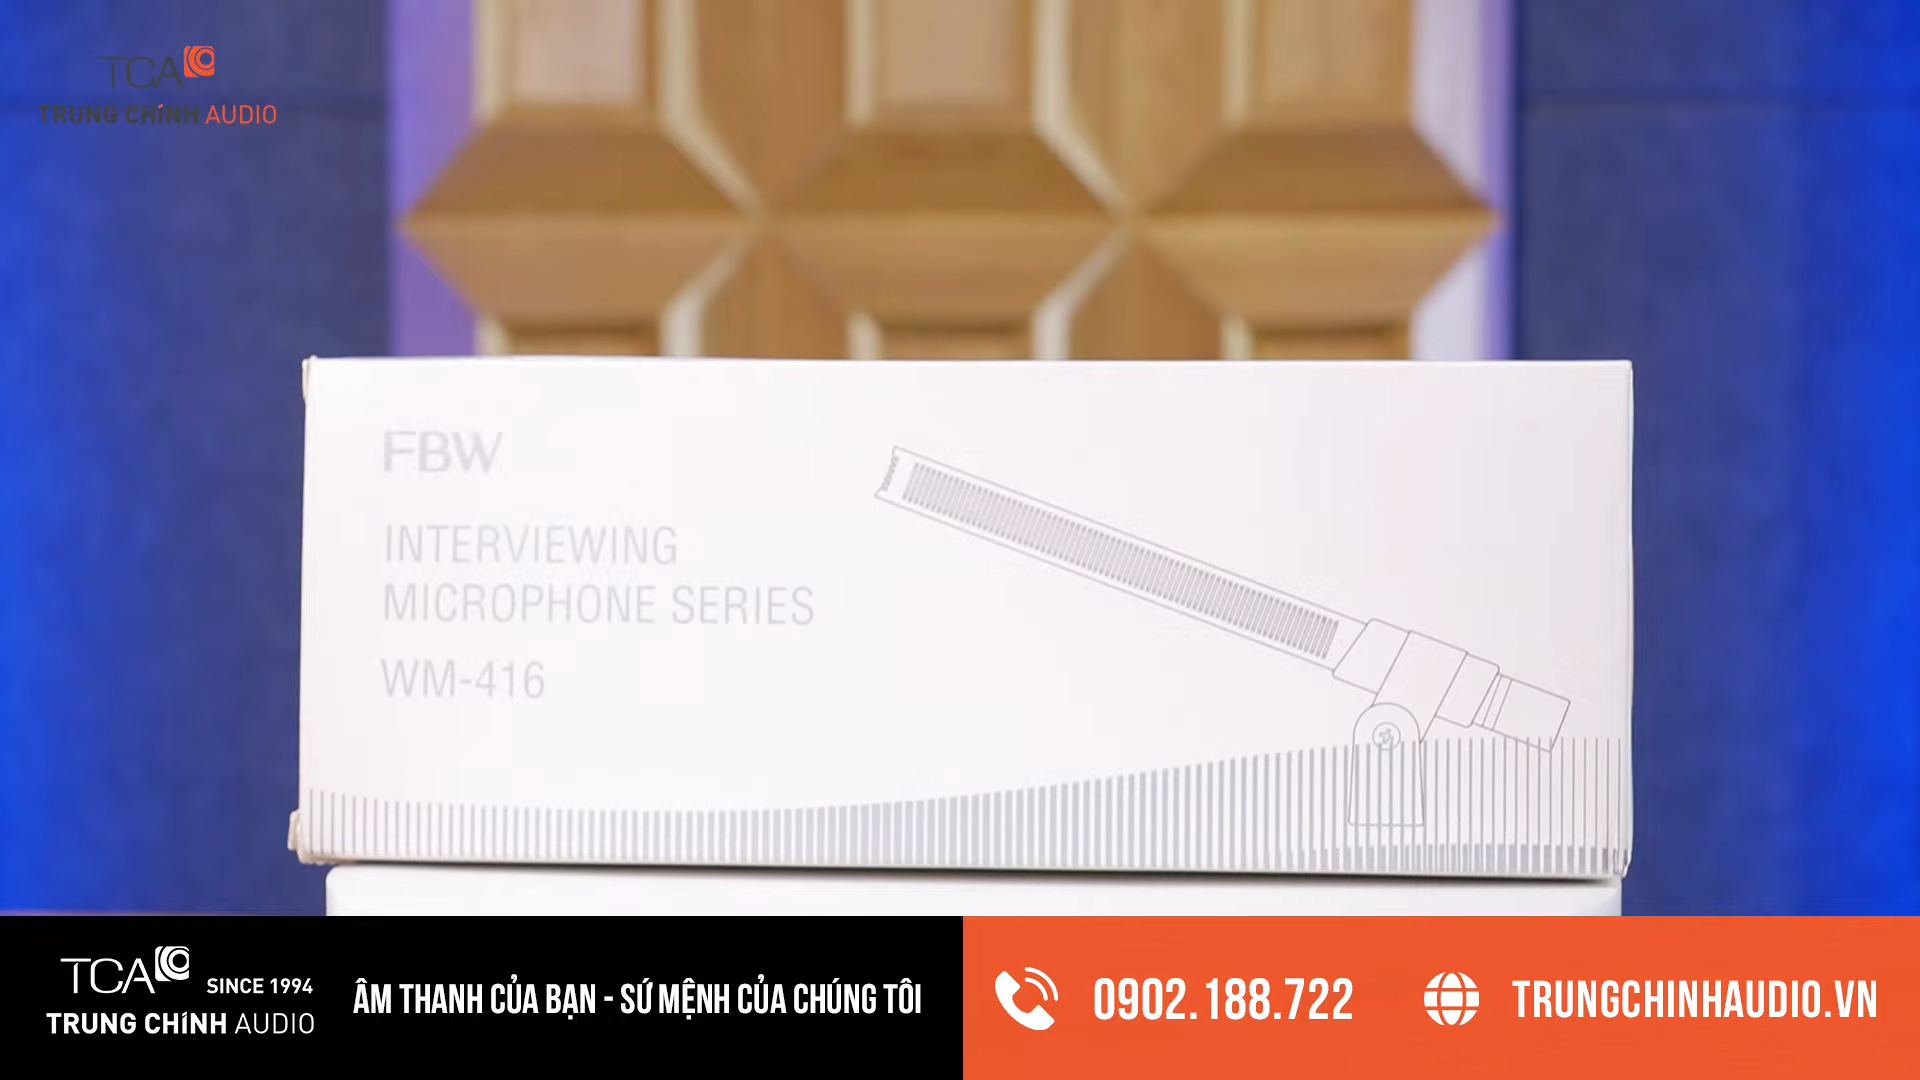 TCA
TRUNG CHÍNH AUDIO
FBW
INTERVIEWING
MICROPHONE SERIES
WM-416
TCA SINCE 1994
TRUNG CHÍNH AUDIO
ÂM THANH CỦA BẠN - SỨ MỆNH CỦA CHÚNG TÔI
0902.188.722
TRUNGCHINHAUDIO.VN